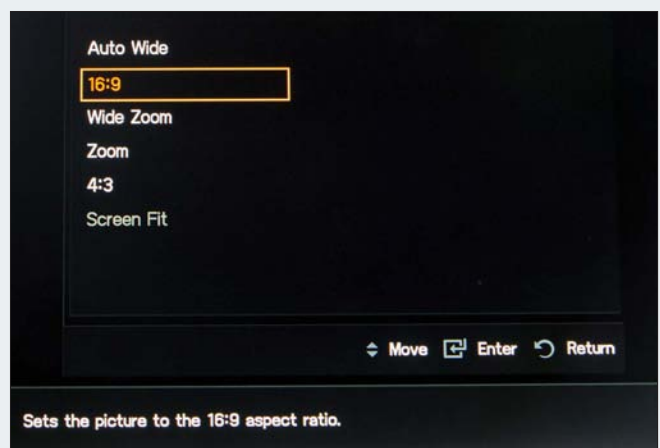 Auto Wide
16:9
Wide Zoom
Zoom
4:3
Screen Fit
Move Enter Return
Sets the picture to the 16:9 aspect ratio.